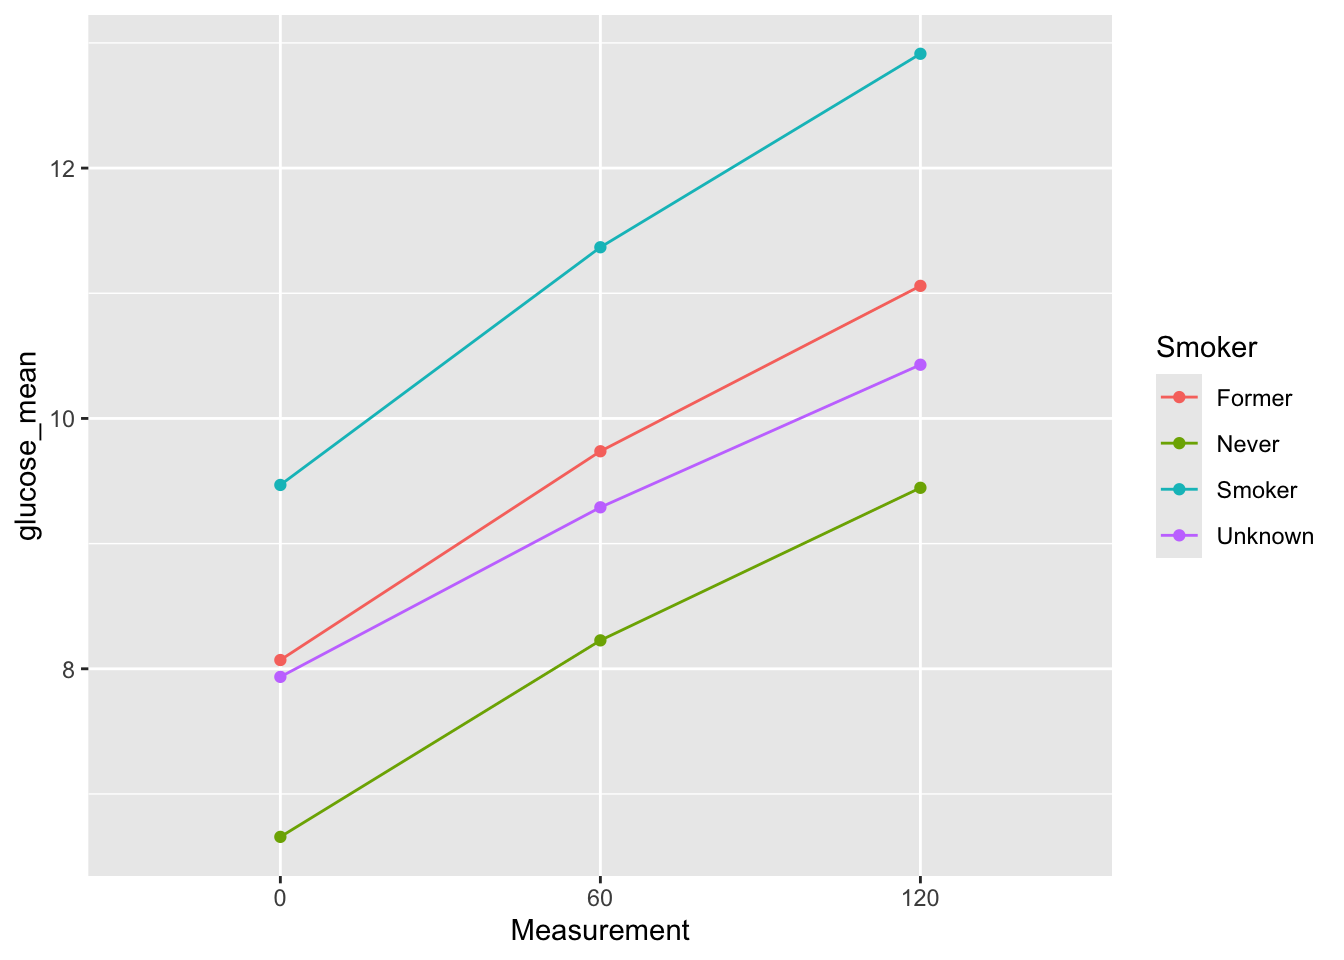 glucose_mean
12
10
8
0 60 120
Measurement
Smoker
Former
Never
Smoker
Unknown